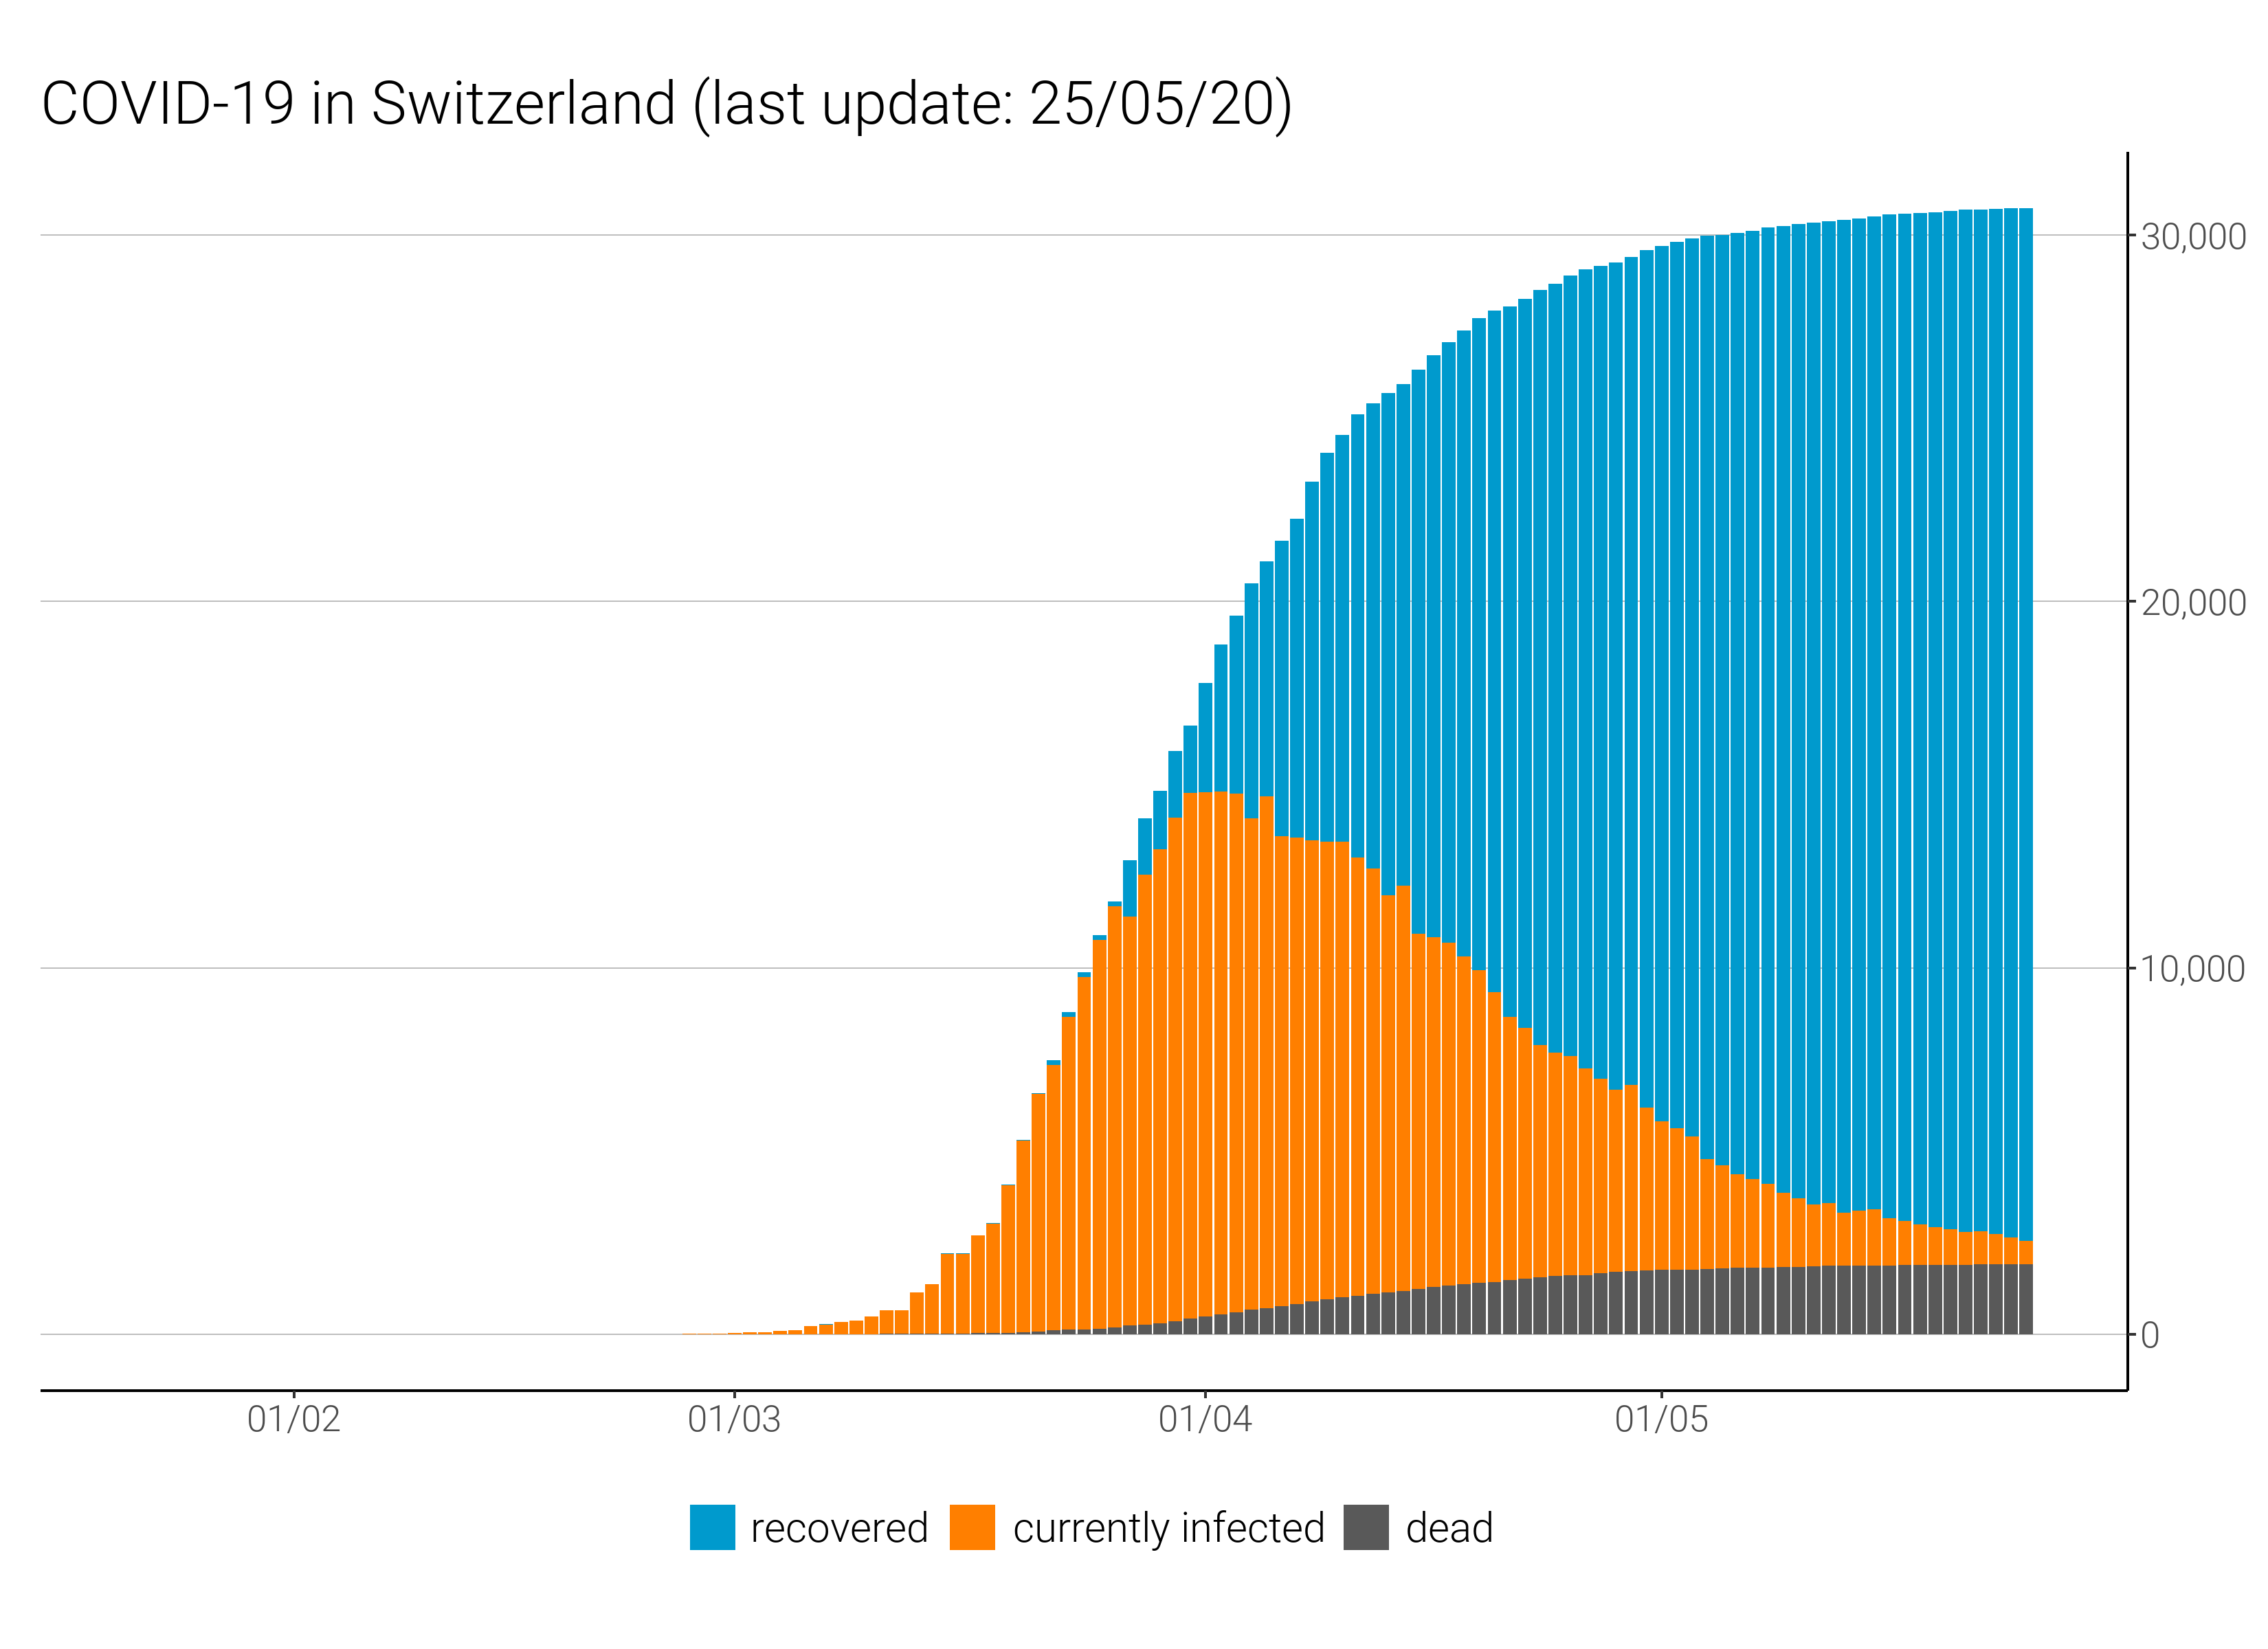 COVID-19 in Switzerland (last update: 25/05/20)
30,000
20,000
10,000
0
01/02 01/03 01/04 01/05
recovered currently infected dead